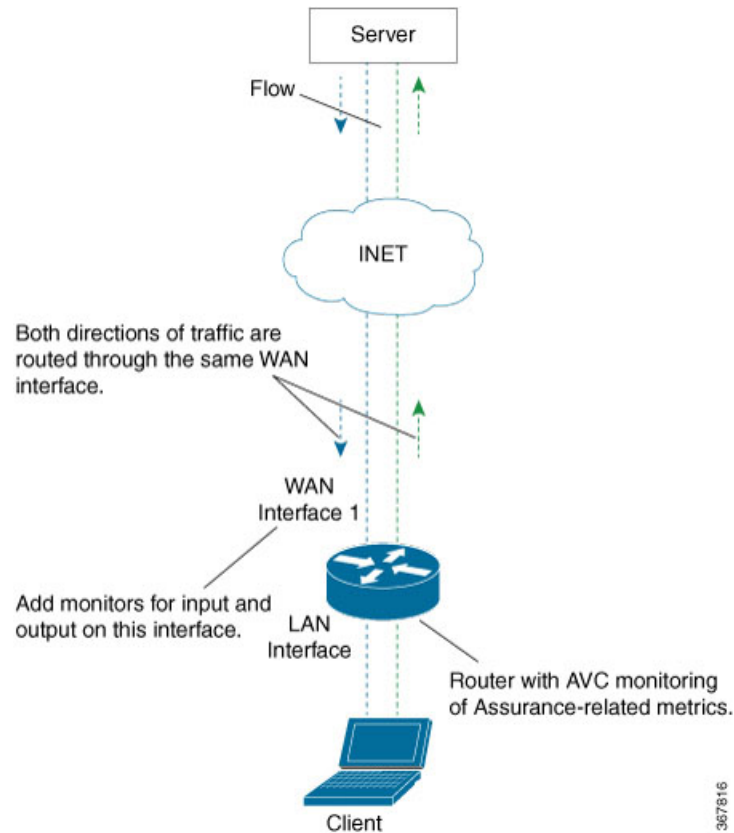 Server
Flow
INET
Both directions of traffic are
routed through the same WAN
interface.
WAN
Interface 1
Add monitors for input and
output on this interface.
LAN
Interface
Router with AVC monitoring
of Assurance-related metrics.
Client
367816